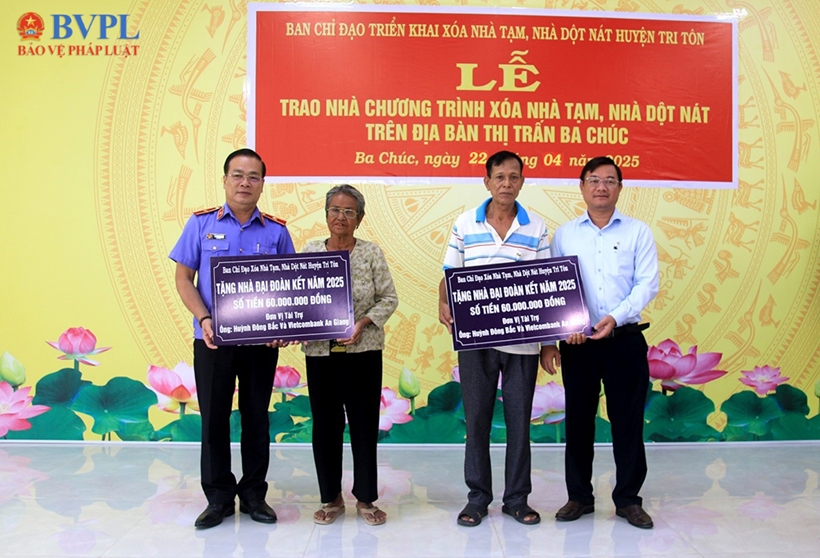 BVPL
BẢO VỆ PHÁP LUẬT
BAN CHỈ ĐẠO TRIỂN KHAI XÓA NHÀ TẠM, NHÀ DỘT NÁT HUYỆN TRI TÔN
LỄ
TRAO NHÀ CHƯƠNG TRÌNH XÓA NHÀ TẠM, NHÀ DỘT NÁT
TRÊN ĐỊA BÀN THỊ TRẤN BA CHÚC
Ba Chúc, ngày 22 04 2025
Ban Chỉ Đạo Xóa Nhà Tạm, Nhà Dột Nát Huyện Tri Tôn
TẶNG NHÀ ĐẠI ĐOÀN KẾT NĂM 2025
SỐ TIỀN 60.000.000 ĐỒNG
Đơn Vị Tài Trợ
Ông: Huỳnh Đông Bắc Và Vietcombank An Giang
Ban Chỉ Đạo Xóa Nhà Tạm, Nhà Dột Nát Huyện Tri Tôn
TẶNG NHÀ ĐẠI ĐOÀN KẾT NĂM 2025
SỐ TIỀN 60.000.000 ĐỒNG
Đơn Vị Tài Trợ
Ông: Huỳnh Đông Bắc Và Vietcombank An